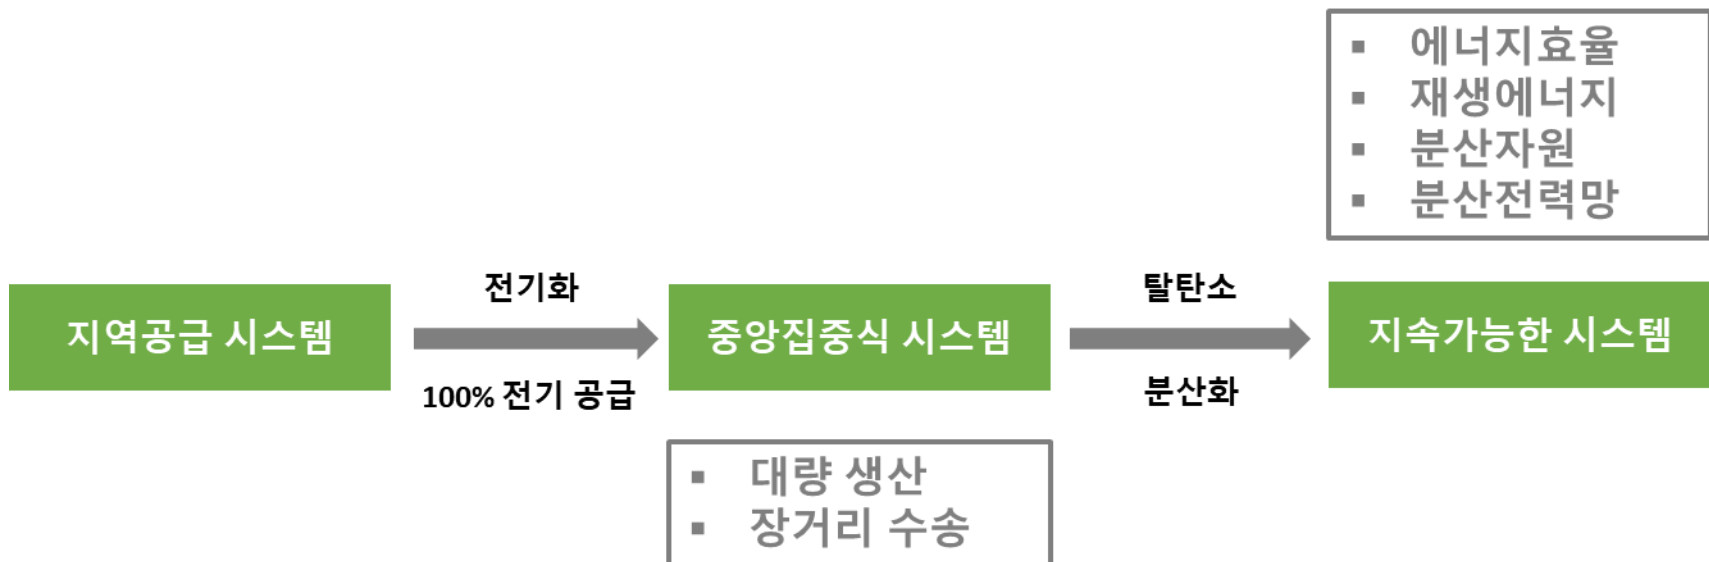 ▪ 에너지효율
▪ 재생에너지
▪ 분산자원
▪ 분산전력망
지역공급 시스템
전기화
100% 전기 공급
중앙집중식 시스템
탈탄소
분산화
지속가능한 시스템
▪ 대량 생산
▪ 장거리 수송